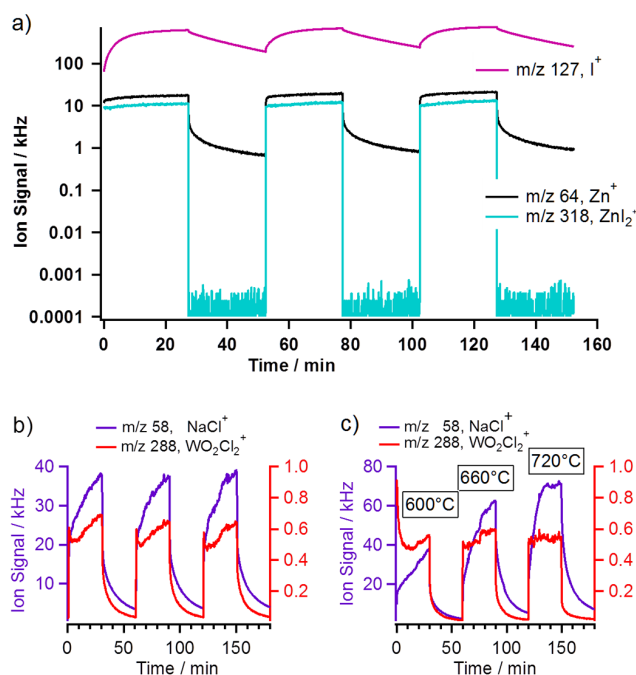 a)
Ion Signal / kHz
100
10
1
0.1
0.01
0.001
0.0001
m/z 127, I⁺
m/z 64, Zn⁺
m/z 318, ZnI₂⁺
0 20 40 60 80 100 120 140 160
Time / min
b)
m/z 58, NaCl⁺
m/z 288, WO₂Cl₂⁺
Ion Signal / kHz
40
30
20
10
1.0
0.8
0.6
0.4
0.2
0 50 100 150
Time / min
c)
m/z 58, NaCl⁺
m/z 288, WO₂Cl₂⁺
600°C
660°C
720°C
Ion Signal / kHz
80
60
40
20
1.0
0.8
0.6
0.4
0.2
0 50 100 150
Time / min